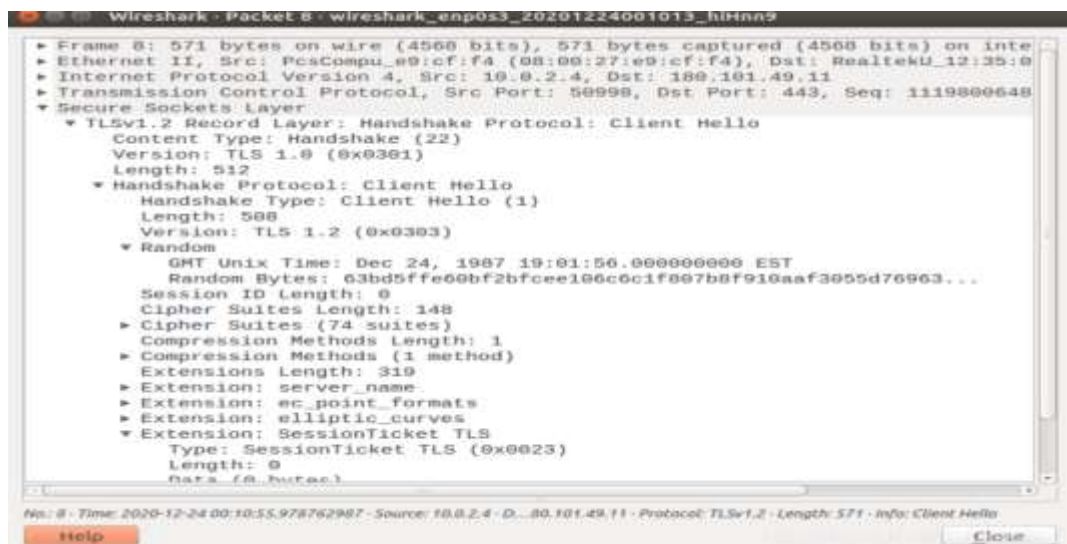 Wireshark · Packet 8 · wireshark_enp0s3_20201224001013_hiHnn9
▸ Frame 8: 571 bytes on wire (4568 bits), 571 bytes captured (4568 bits) on inte
▸ Ethernet II, Src: PcsCompu_e9:cf:f4 (08:00:27:e9:cf:f4), Dst: RealtekU_12:35:0
▸ Internet Protocol Version 4, Src: 10.0.2.4, Dst: 180.101.49.11
▸ Transmission Control Protocol, Src Port: 50998, Dst Port: 443, Seq: 1119800648
▾ Secure Sockets Layer
▾ TLSv1.2 Record Layer: Handshake Protocol: Client Hello
Content Type: Handshake (22)
Version: TLS 1.0 (0x0301)
Length: 512
▾ Handshake Protocol: Client Hello
Handshake Type: Client Hello (1)
Length: 508
Version: TLS 1.2 (0x0303)
▾ Random
GMT Unix Time: Dec 24, 1987 19:01:56.000000000 EST
Random Bytes:
Session ID Length: 0
Cipher Suites Length: 148
▸ Cipher Suites (74 suites)
Compression Methods Length: 1
▸ Compression Methods (1 method)
Extensions Length: 319
▸ Extension: server_name
▸ Extension: ec_point_formats
▸ Extension: elliptic_curves
▾ Extension: SessionTicket TLS
Type: SessionTicket TLS (0x0023)
Length: 0
Data (0 bytes)
No.: 8 · Time: 2020-12-24 00:10:55.978762987 · Source: 10.0.2.4 · D...80.101.49.11 · Protocol: TLSv1.2 · Length: 571 · Info: Client Hello
Help
Close